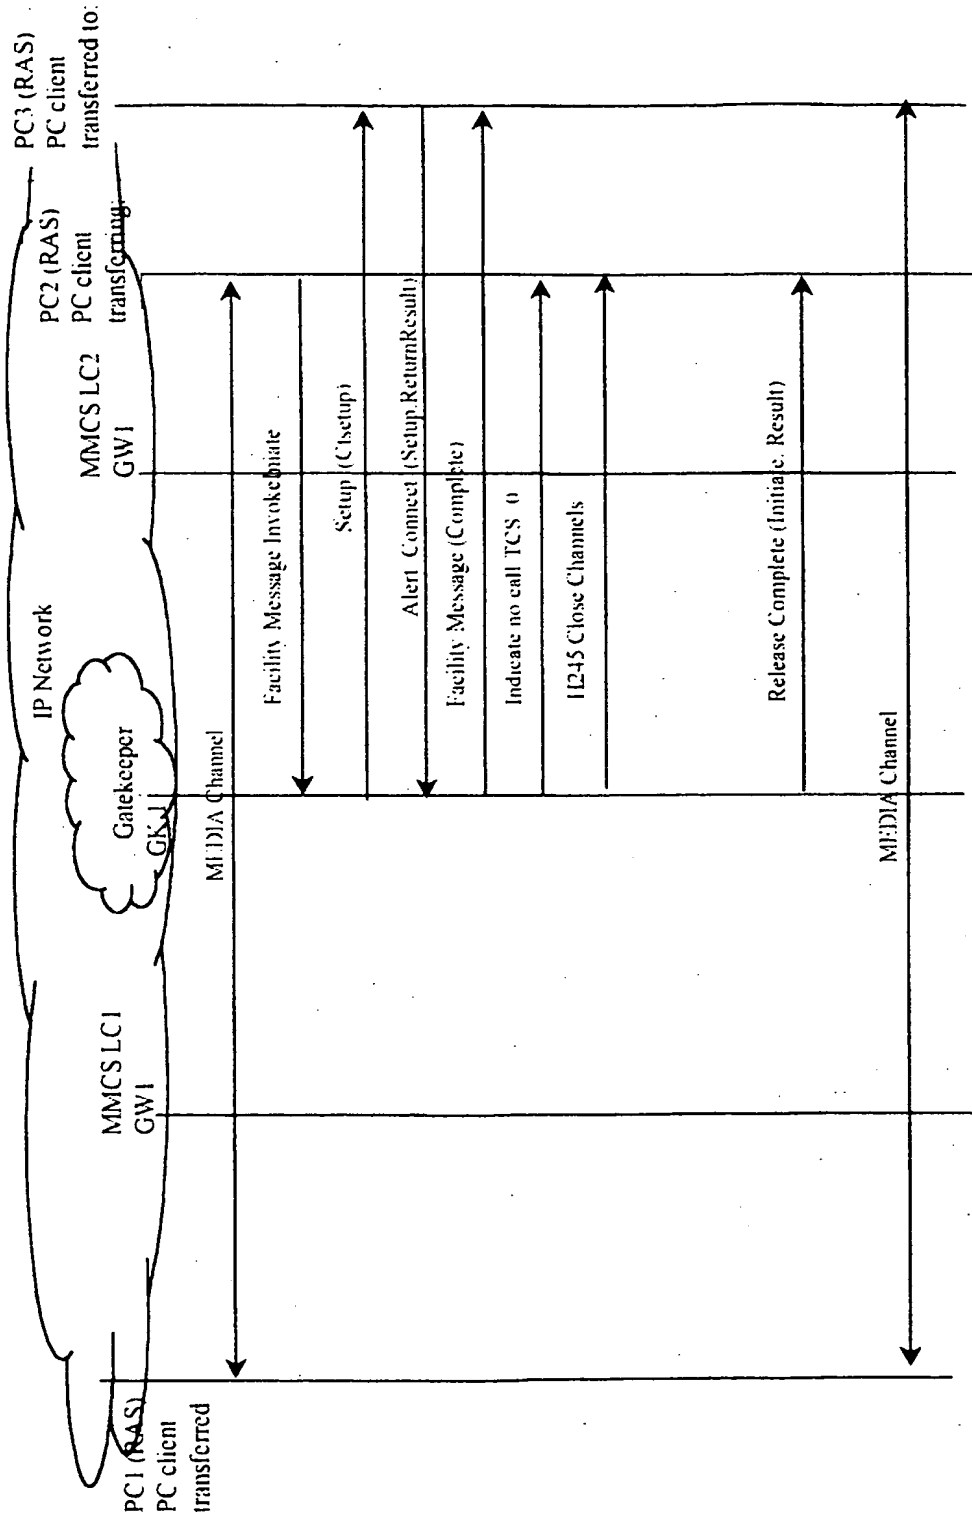 PC1 (RAS)
PC client
transferred
MMCS LC1
GW1
IP Network
Gatekeeper
GK1
MMCS LC2
GW1
PC2 (RAS)
PC client
transferring:
PC3 (RAS)
PC client
transferred to:
MEDIA Channel
Facility Message InvokeIniate
Setup (Ctsetup)
Alert Connect (Setup.ReturnResult)
Facility Message (Complete)
Indicate no call TCS 0
H245 Close Channels
Release Complete (Initiate. Result)
MEDIA Channel